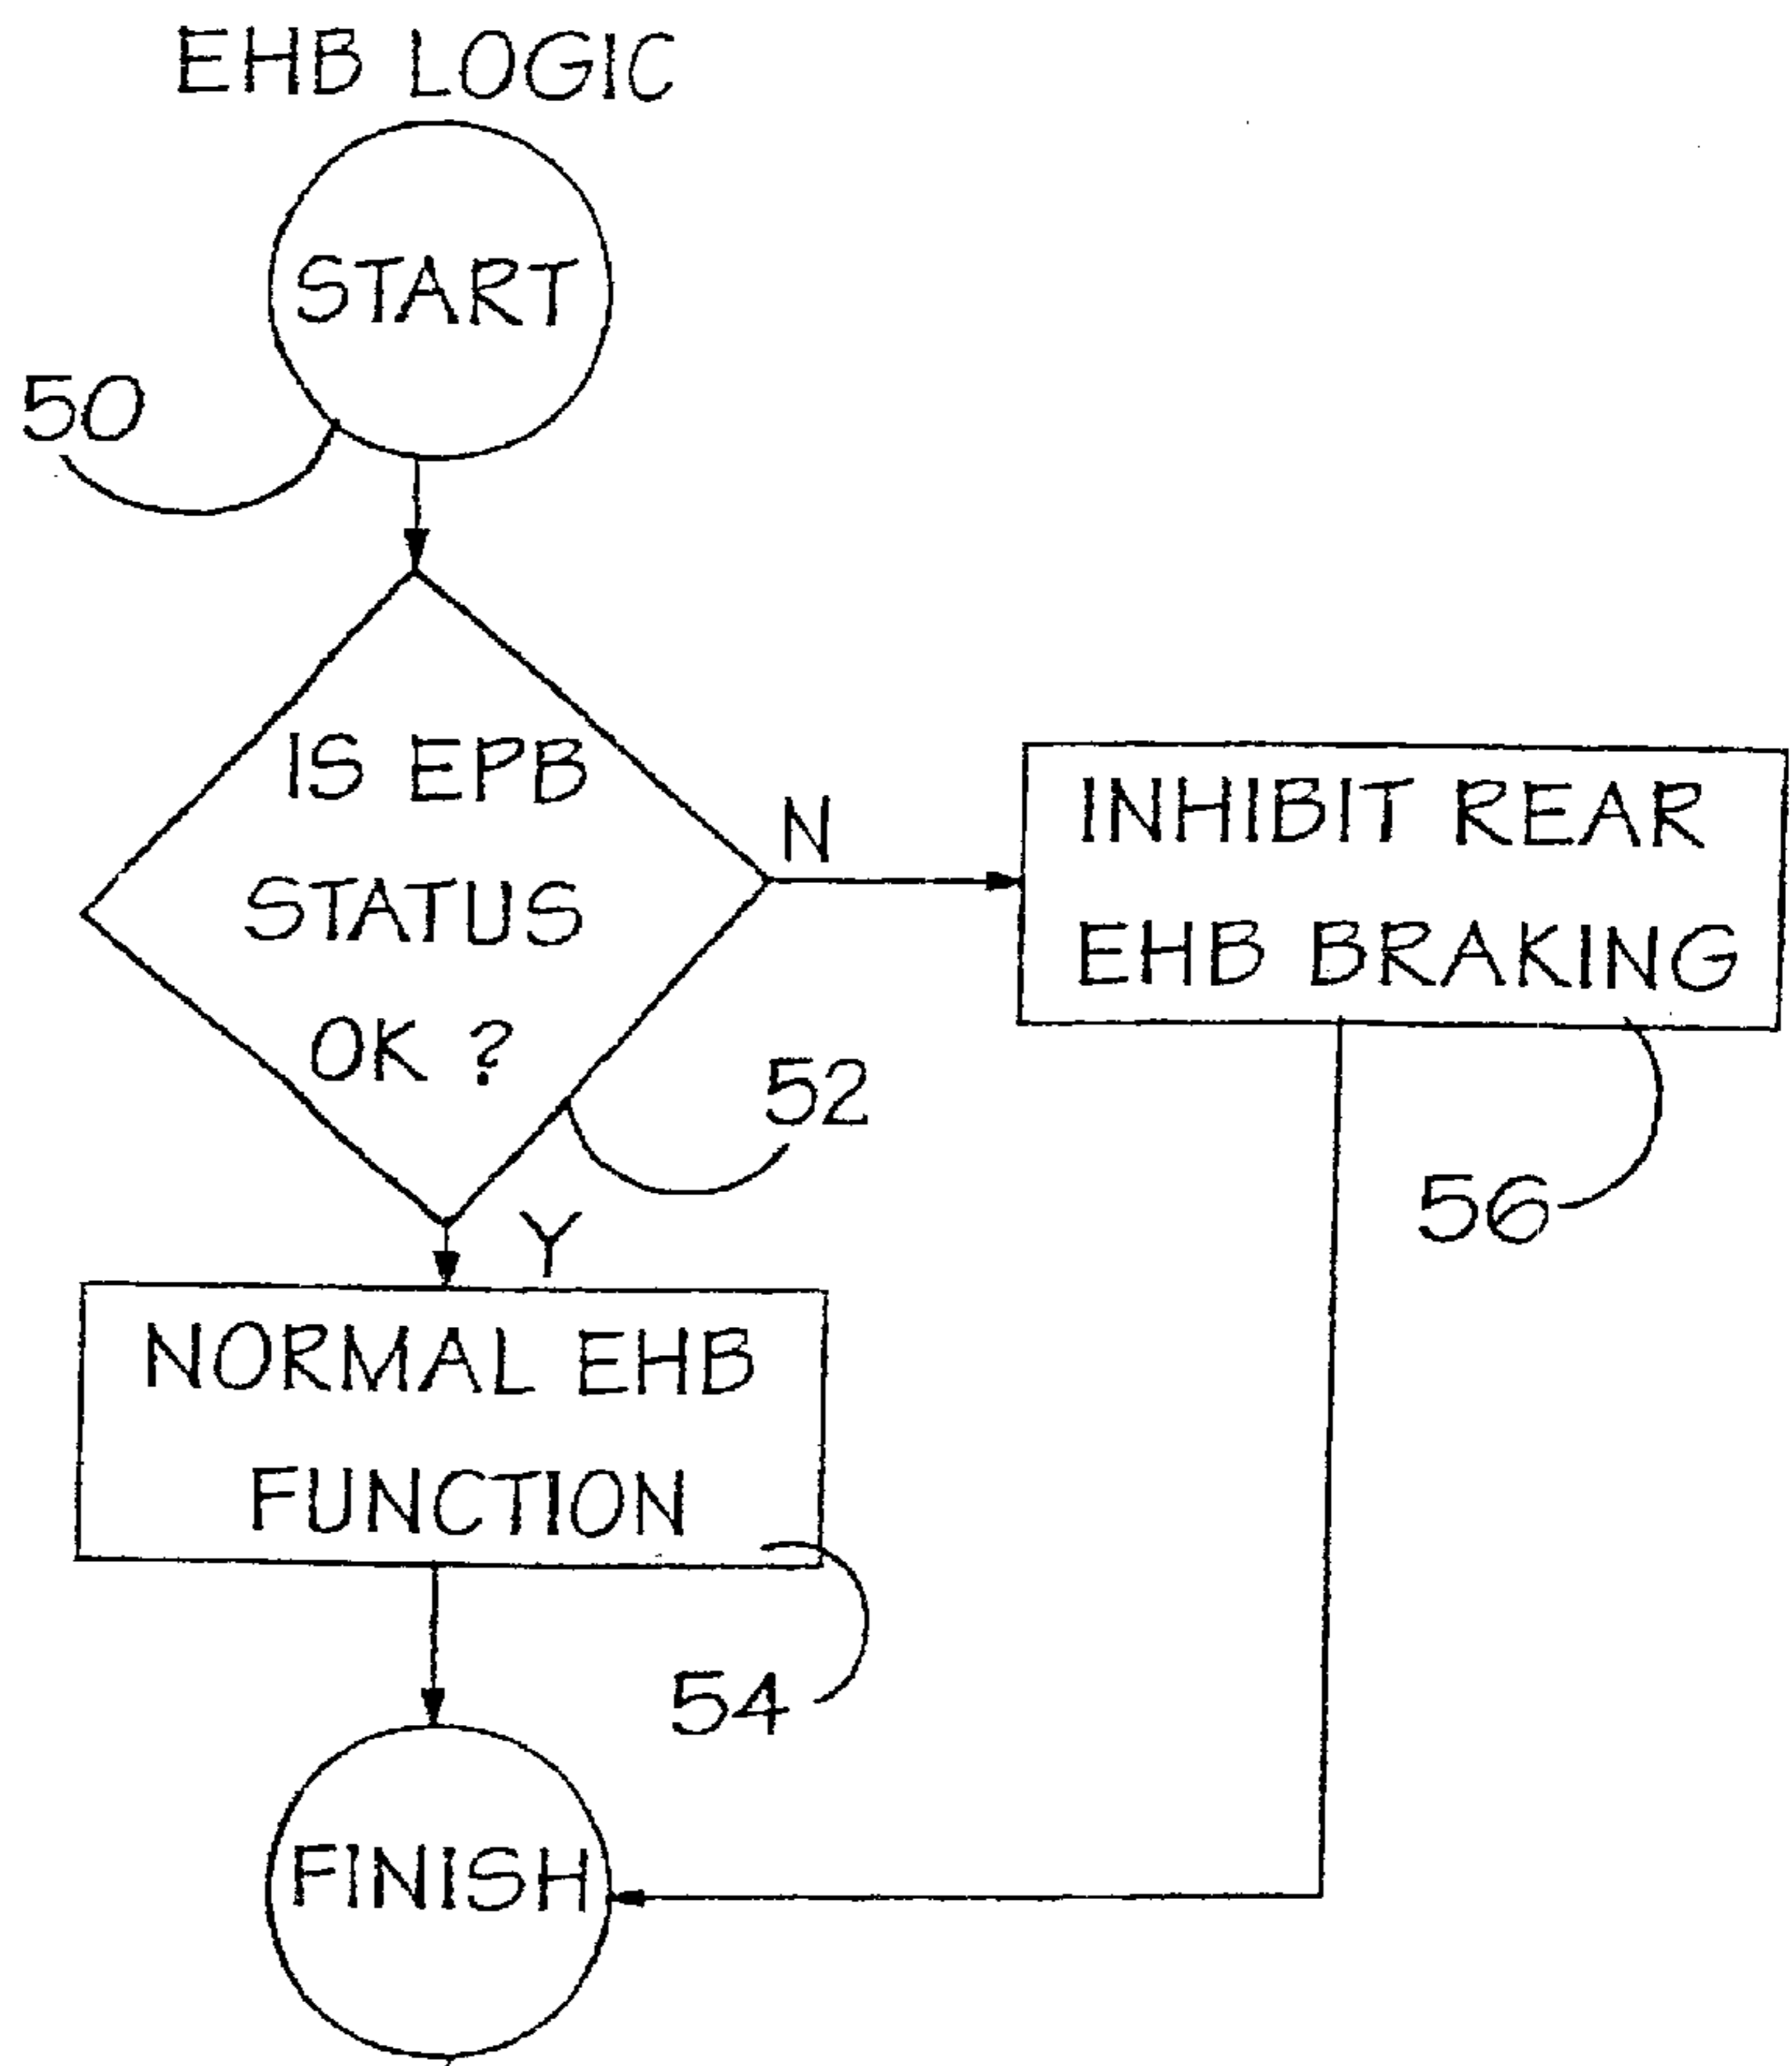 EHB LOGIC
START
50
IS EPB
STATUS
OK ?
N
INHIBIT REAR
EHB BRAKING
52
56
Y
NORMAL EHB
FUNCTION
54
FINISH